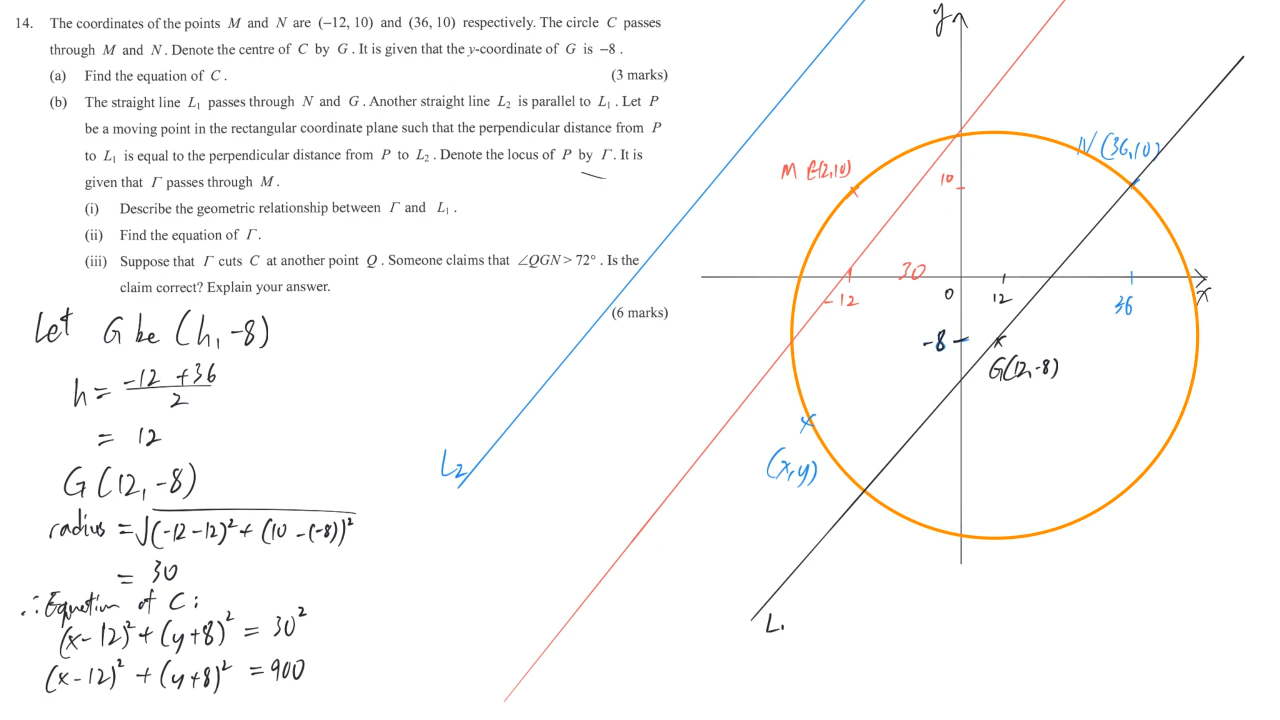 14. The coordinates of the points M and N are (−12, 10) and (36, 10) respectively. The circle C passes
through M and N. Denote the centre of C by G. It is given that the y-coordinate of G is −8.
(a) Find the equation of C. (3 marks)
(b) The straight line L₁ passes through N and G. Another straight line L₂ is parallel to L₁. Let P
be a moving point in the rectangular coordinate plane such that the perpendicular distance from P
to L₁ is equal to the perpendicular distance from P to L₂. Denote the locus of P by Γ. It is
given that Γ passes through M.
(i) Describe the geometric relationship between Γ and L₁.
(ii) Find the equation of Γ.
(iii) Suppose that Γ cuts C at another point Q. Someone claims that ∠QGN > 72°. Is the
claim correct? Explain your answer.
(6 marks)
Let G be (h, -8)
h = (-12 + 36)/2
= 12
G(12, -8)
radius = √((-12-12)² + (10-(-8))²)
= 30
∴ Equation of C:
(x-12)² + (y+8)² = 30²
(x-12)² + (y+8)² = 900
y
M (-12,10)
N (36,10)
10
30
-12
0
12
36
x
-8
G(12,-8)
(x,y)
L₂
L₁